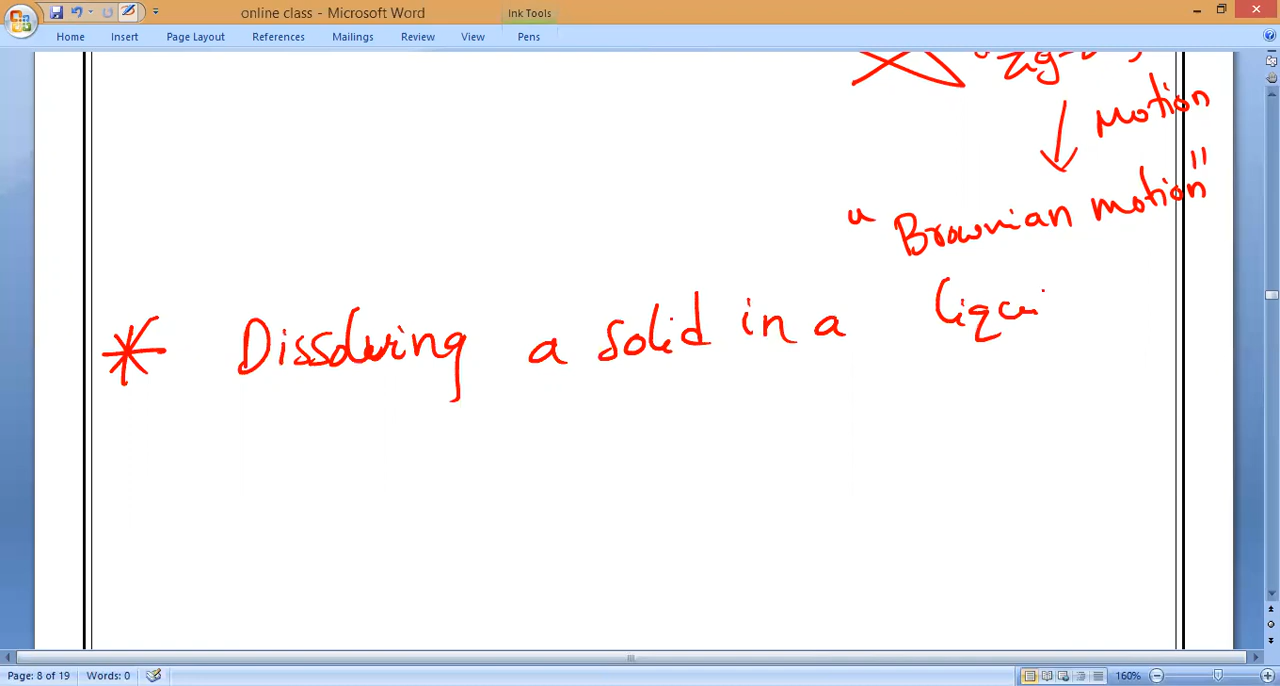 online class - Microsoft Word
Ink Tools
Home Insert Page Layout References Mailings Review View Pens
Motion
"Brownian motion"
* Dissolving a solid in a liqui
Page: 8 of 19 Words: 0 160%